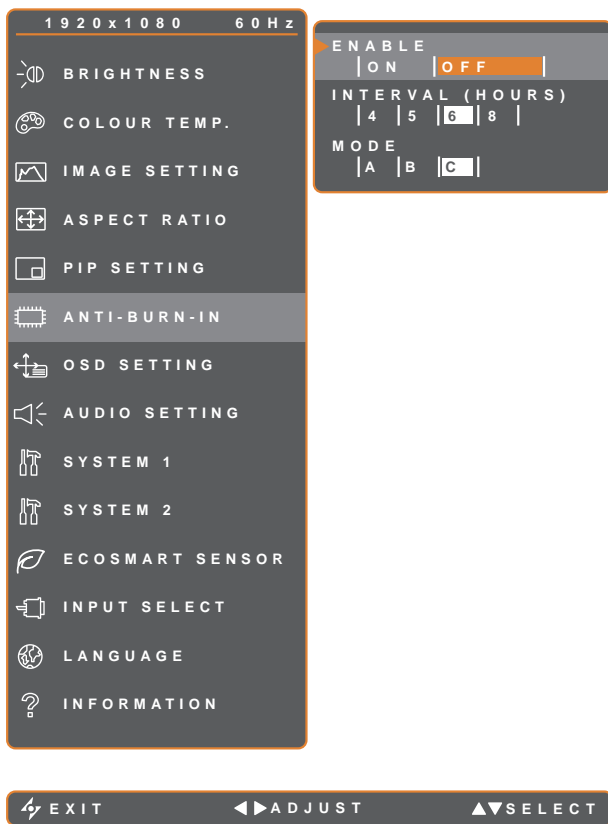 1920x1080 60Hz
BRIGHTNESS
COLOUR TEMP.
IMAGE SETTING
ASPECT RATIO
PIP SETTING
ANTI-BURN-IN
OSD SETTING
AUDIO SETTING
SYSTEM 1
SYSTEM 2
ECOSMART SENSOR
INPUT SELECT
LANGUAGE
INFORMATION
ENABLE
ON OFF
INTERVAL (HOURS)
4 5 6 8
MODE
A B C
EXIT ADJUST SELECT